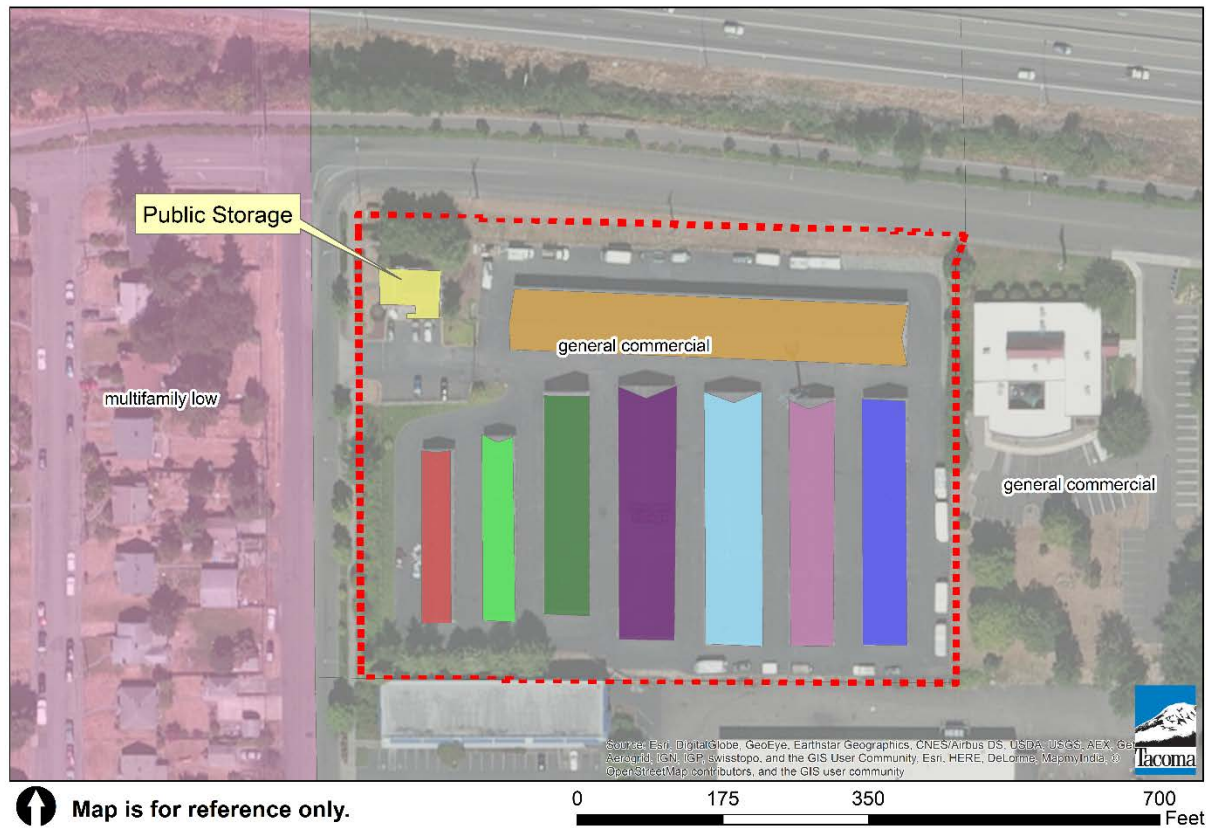 Public Storage
general commercial
multifamily low
general commercial
Source: Esri, DigitalGlobe, GeoEye, Earthstar Geographics, CNES/Airbus DS, USDA, USGS, AEX, Ge
Aerogrid, IGN, IGP, swisstopo, and the GIS User Community, Esri, HERE, DeLorme, MapmyIndia, ©
OpenStreetMap contributors, and the GIS user community
Tacoma
Map is for reference only.
0 175 350 700
Feet